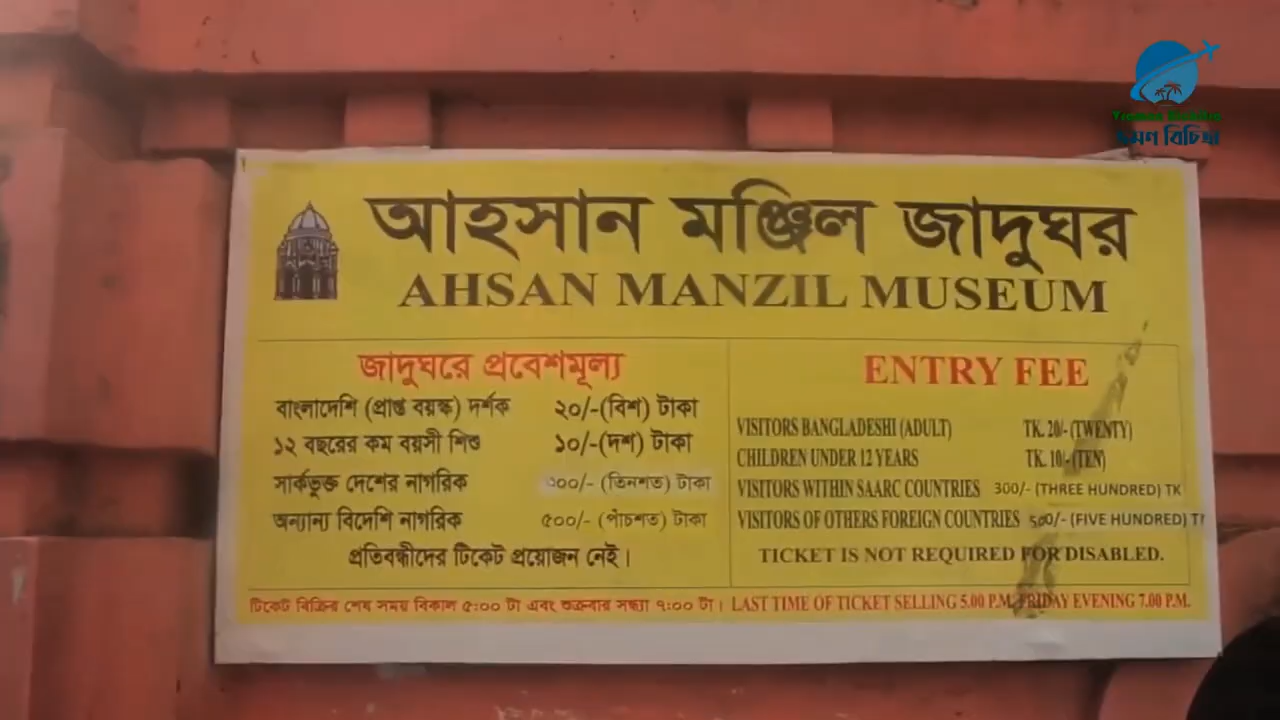 ভ্রমণ বিচিত্রা
আহসান মঞ্জিল জাদুঘর
AHSAN MANZIL MUSEUM
জাদুঘরে প্রবেশমূল্য
বাংলাদেশি (প্রাপ্ত বয়স্ক) দর্শক ২০/-(বিশ) টাকা
১২ বছরের কম বয়সী শিশু ১০/-(দশ) টাকা
সার্কভুক্ত দেশের নাগরিক ৩০০/- (তিনশত) টাকা
অন্যান্য বিদেশি নাগরিক ৫০০/- (পাঁচশত) টাকা
প্রতিবন্ধীদের টিকেট প্রয়োজন নেই।
ENTRY FEE
VISITORS BANGLADESHI (ADULT) TK. 20/-(TWENTY)
CHILDREN UNDER 12 YEARS TK. 10/-(TEN)
VISITORS WITHIN SAARC COUNTRIES 300/- (THREE HUNDRED) TK
VISITORS OF OTHERS FOREIGN COUNTRIES 500/- (FIVE HUNDRED)
TICKET IS NOT REQUIRED FOR DISABLED.
টিকেট বিক্রির শেষ সময় বিকাল ৫:০০ টা এবং শুক্রবার সন্ধ্যা ৭:০০ টা। LAST TIME OF TICKET SELLING 5.00 P.M. FRIDAY EVENING 7.00 P.M.